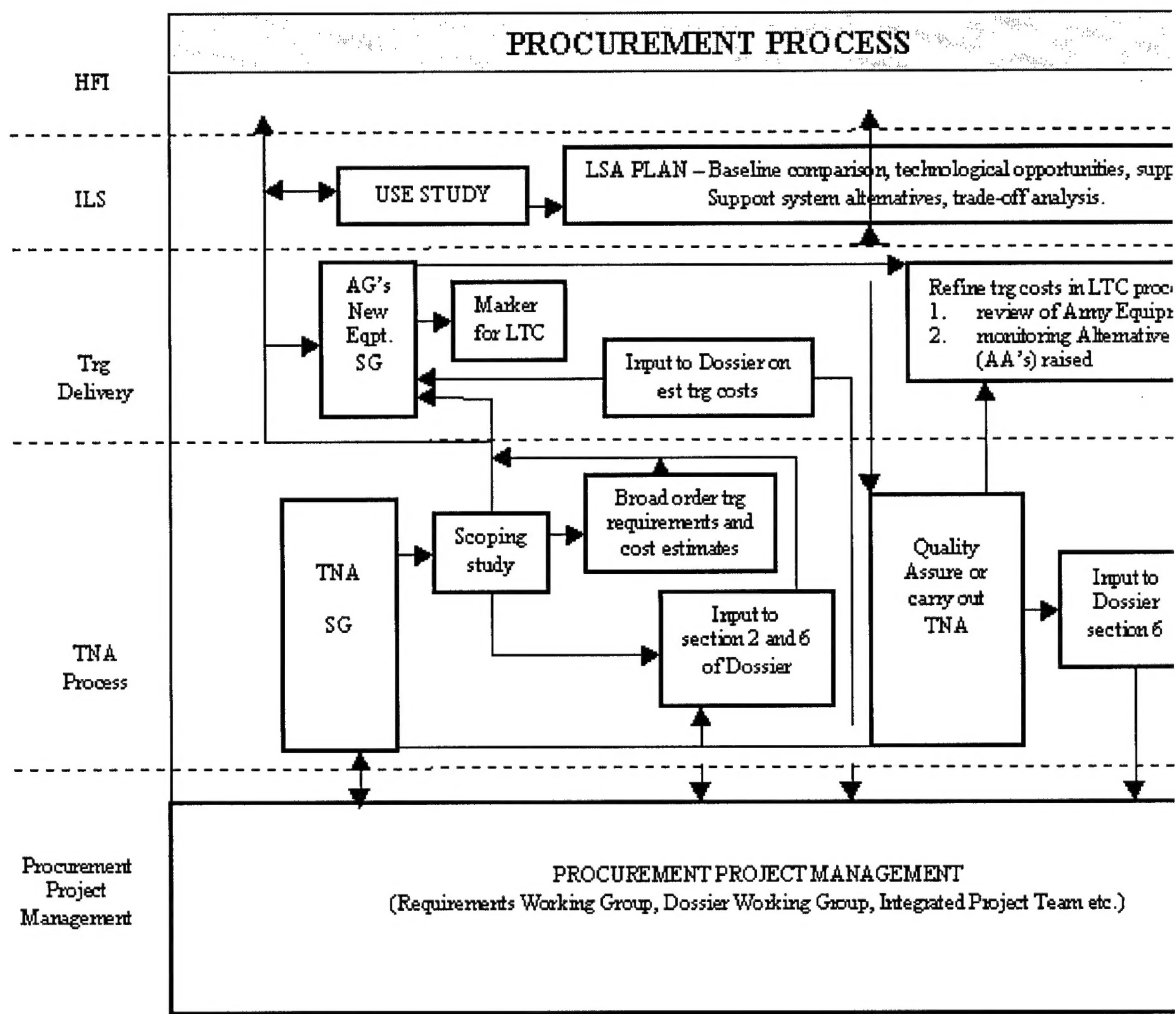 PROCUREMENT PROCESS
HFI
ILS
USE STUDY
LSA PLAN – Baseline comparison, technological opportunities, supp
Support system alternatives, trade-off analysis.
Trg
Delivery
AG's
New
Eqpt.
SG
Marker
for LTC
Input to Dossier on
est trg costs
Refine trg costs in LTC proc
1. review of Army Equip
2. monitoring Alternative
(AA's) raised
TNA
Process
TNA
SG
Scoping
study
Broad order trg
requirements and
cost estimates
Input to
section 2 and 6
of Dossier
Quality
Assure or
carry out
TNA
Input to
Dossier
section 6
Procurement
Project
Management
PROCUREMENT PROJECT MANAGEMENT
(Requirements Working Group, Dossier Working Group, Integrated Project Team etc.)